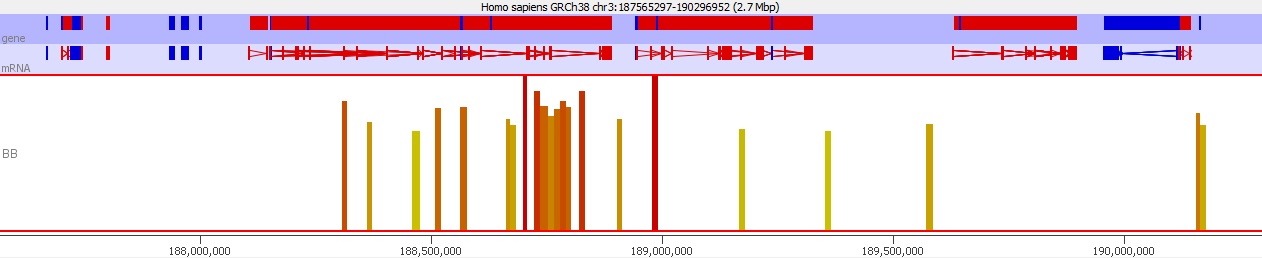 Homo sapiens GRCh38 chr3:187565297-190296952 (2.7 Mbp)
gene
mRNA
BB
188,000,000 188,500,000 189,000,000 189,500,000 190,000,000